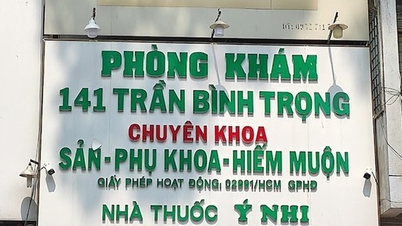 PHÒNG KHÁM
141 TRẦN BÌNH TRỌNG
CHUYÊN KHOA
SẢN-PHỤ KHOA-HIẾM MUỘN
GIẤY PHÉP HOẠT ĐỘNG: 02991/HCM GPHĐ
NHÀ THUỐC Ý NHI